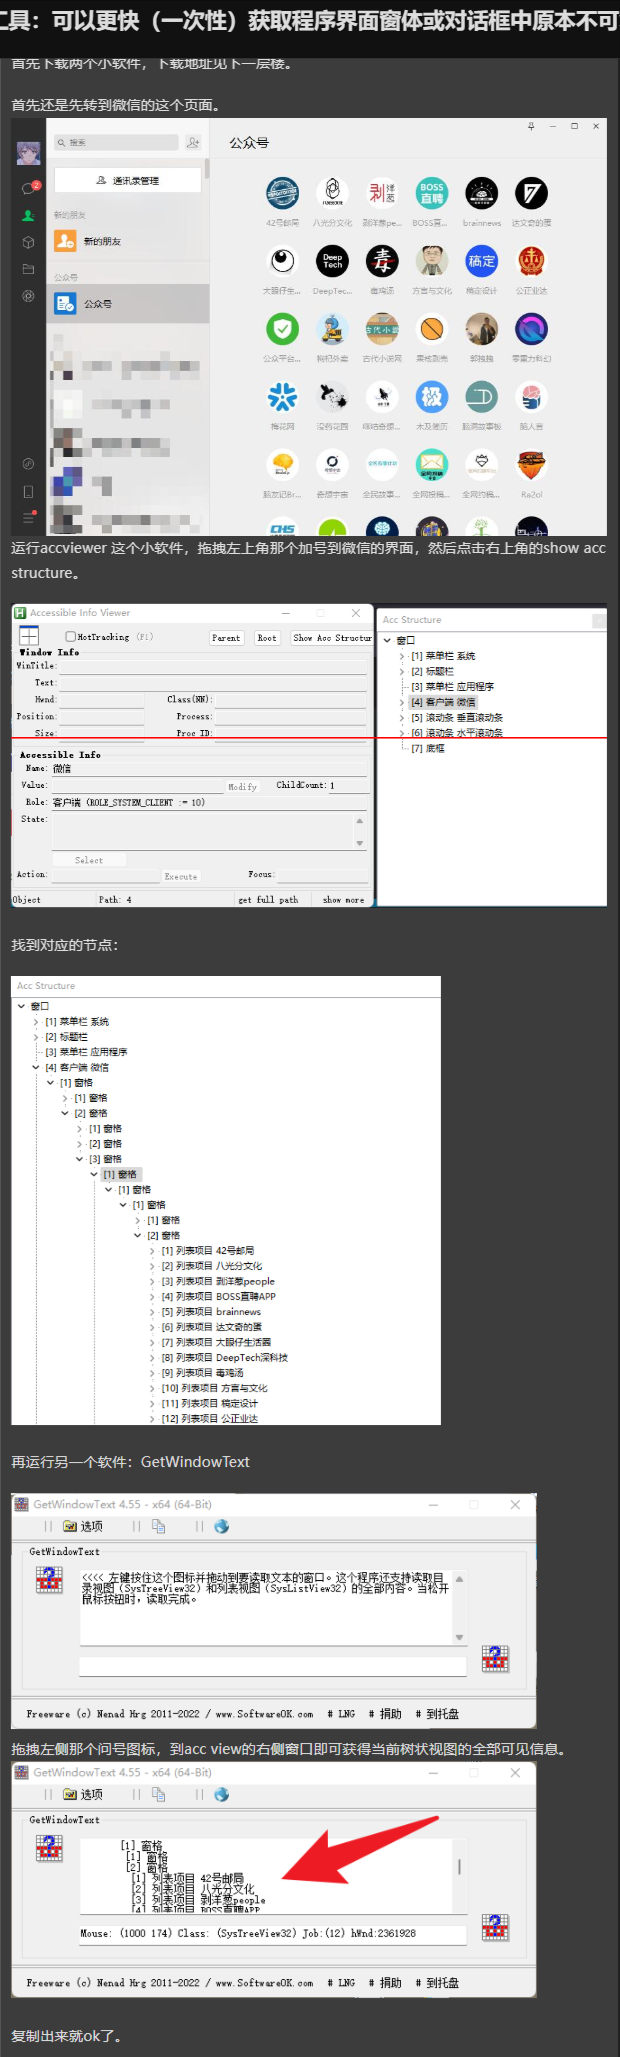 工具：可以更快（一次性）获取程序界面窗体或对话框中原本不可
首先下载两个小软件，下载地址见下一层楼。
首先还是先转到微信的这个页面。
搜索
公众号
通讯录管理
新的朋友
新的朋友
公众号
公众号
2
42号邮局 八光分文化 剥洋葱pe... BOSS直... brainnews 达文奇的蛋
大眼仔生... DeepTec... 毒鸡汤 方言与文化 稿定设计 公正业达
公众平台... 枸杞外卖 古代小说网 果核剥壳 郭独独 零重力科幻
梅花网 没药花园 木及简历 脑洞故事板 脑人言
脑友记Br... 奇想宇宙 全民故事... 全网投稿... 全网约稿... Ra2ol
运行accviewer 这个小软件，拖拽左上角那个加号到微信的界面，然后点击右上角的show acc
structure。
Accessible Info Viewer
HotTracking (F1)
Parent
Root
Show Acc Structur
Window Info
WinTitle:
Text:
Hwnd:
Class(NN):
Position:
Process:
Size:
Proc ID:
Accessible Info
Name: 微信
Value:
Modify
ChildCount: 1
Role: 客户端 (ROLE_SYSTEM_CLIENT := 10)
State:
Select
Action:
Execute
Focus:
Object
Path: 4
get full path
show more
Acc Structure
窗口
[1] 菜单栏 系统
[2] 标题栏
[3] 菜单栏 应用程序
[4] 客户端 微信
[5] 滚动条 垂直滚动条
[6] 滚动条 水平滚动条
[7] 底框
找到对应的节点：
Acc Structure
窗口
[1] 菜单栏 系统
[2] 标题栏
[3] 菜单栏 应用程序
[4] 客户端 微信
[1] 窗格
[1] 窗格
[2] 窗格
[1] 窗格
[2] 窗格
[3] 窗格
[1] 窗格
[1] 窗格
[1] 窗格
[1] 窗格
[2] 窗格
[1] 列表项目 42号邮局
[2] 列表项目 八光分文化
[3] 列表项目 剥洋葱people
[4] 列表项目 BOSS直聘APP
[5] 列表项目 brainnews
[6] 列表项目 达文奇的蛋
[7] 列表项目 大眼仔生活圈
[8] 列表项目 DeepTech深科技
[9] 列表项目 毒鸡汤
[10] 列表项目 方言与文化
[11] 列表项目 稿定设计
[12] 列表项目 公正业达
再运行另一个软件：GetWindowText
GetWindowText 4.55 - x64 (64-Bit)
选项
GetWindowText
<<<< 左键按住这个图标并拖动到要读取文本的窗口。这个程序还支持读取目
录视图（SysTreeView32）和列表视图（SysListView32）的全部内容。当松开
鼠标按钮时，读取完成。
Freeware (c) Nenad Hrg 2011-2022 / www.SoftwareOK.com # LNG # 捐助 # 到托盘
拖拽左侧那个问号图标，到acc view的右侧窗口即可获得当前树状视图的全部可见信息。
GetWindowText 4.55 - x64 (64-Bit)
选项
GetWindowText
[1] 窗格
[1] 窗格
[2] 窗格
[1] 列表项目 42号邮局
[2] 列表项目 八光分文化
[3] 列表项目 剥洋葱people
[4] 列表项目 BOSS直聘APP
Mouse: (1000 174) Class: (SysTreeView32) Job:(12) hWnd:2361928
Freeware (c) Nenad Hrg 2011-2022 / www.SoftwareOK.com # LNG # 捐助 # 到托盘
复制出来就ok了。